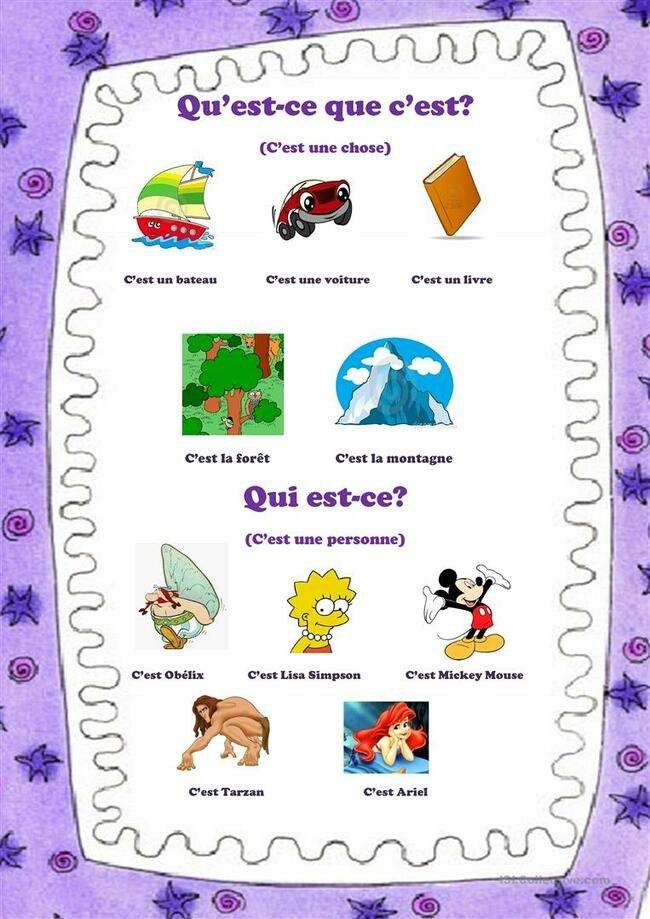 Qu'est-ce que c'est?
(C'est une chose)
C'est un bateau
C'est une voiture
C'est un livre
C'est la forêt
C'est la montagne
Qui est-ce?
(C'est une personne)
C'est Obélix
C'est Lisa Simpson
C'est Mickey Mouse
C'est Tarzan
C'est Ariel